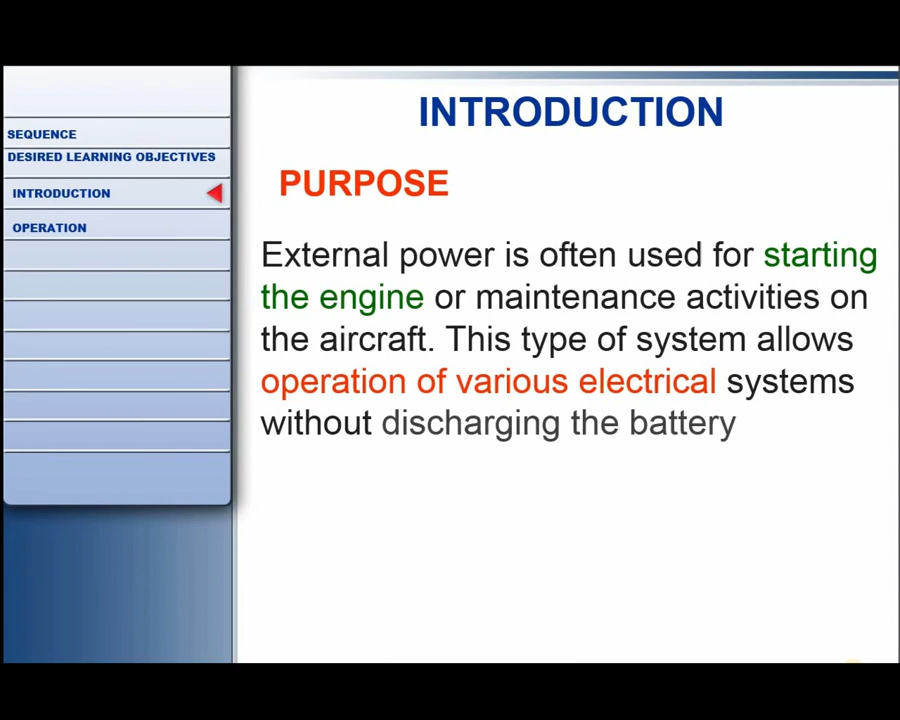 SEQUENCE
DESIRED LEARNING OBJECTIVES
INTRODUCTION
OPERATION
INTRODUCTION
PURPOSE
External power is often used for starting
the engine or maintenance activities on
the aircraft. This type of system allows
operation of various electrical systems
without discharging the battery